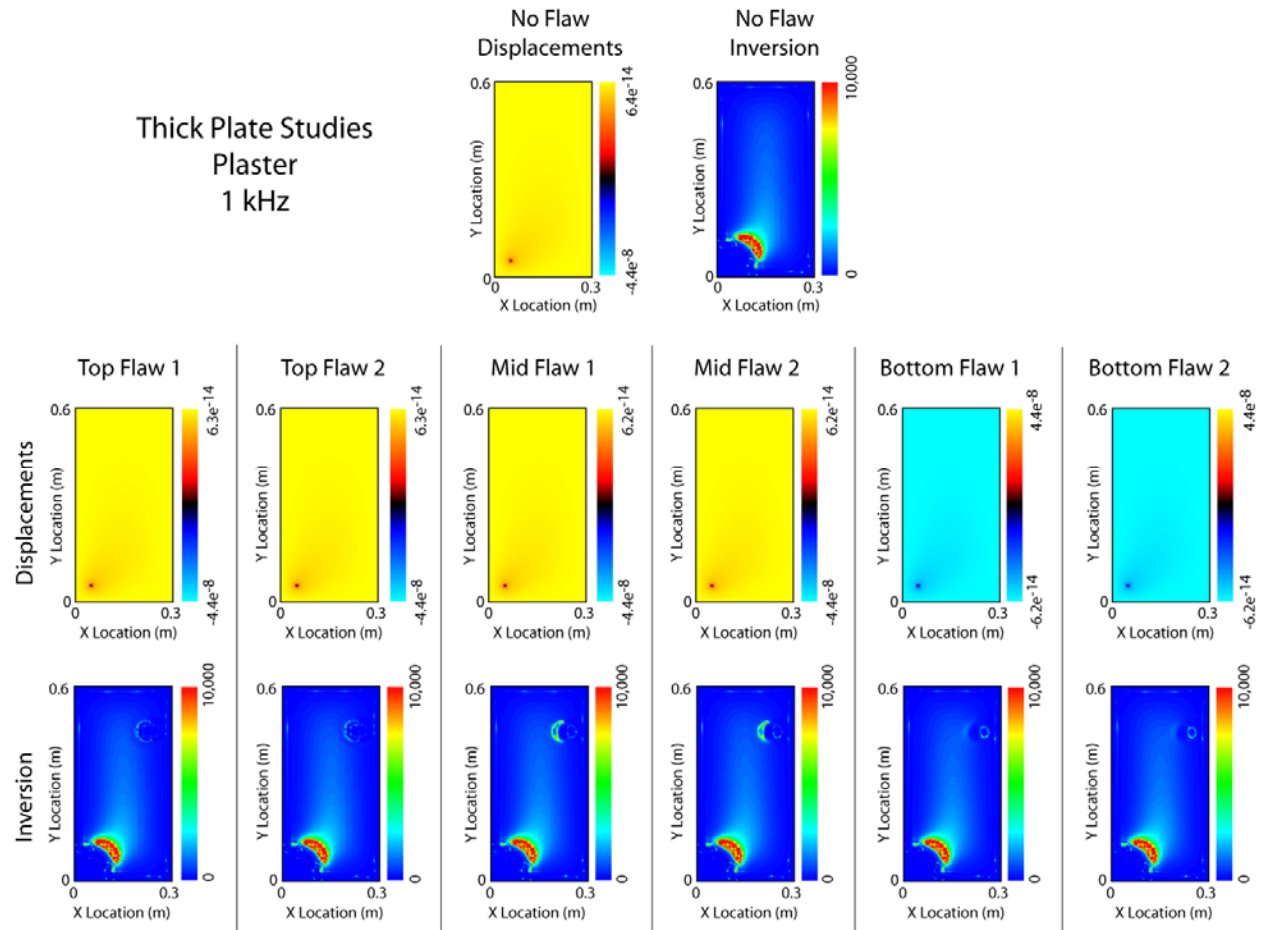 No Flaw
Displacements
No Flaw
Inversion
Thick Plate Studies
Plaster
1 kHz
0.6
Y Location (m)
0
0
0.3
X Location (m)
6.4e-14
-4.4e-8
0.6
Y Location (m)
0
0
0.3
X Location (m)
10,000
0
Top Flaw 1
Top Flaw 2
Mid Flaw 1
Mid Flaw 2
Bottom Flaw 1
Bottom Flaw 2
Displacements
0.6
Y Location (m)
0
0
0.3
X Location (m)
6.3e-14
-4.4e-8
0.6
Y Location (m)
0
0
0.3
X Location (m)
6.3e-14
-4.4e-8
0.6
Y Location (m)
0
0
0.3
X Location (m)
6.2e-14
-4.4e-8
0.6
Y Location (m)
0
0
0.3
X Location (m)
6.2e-14
-4.4e-8
0.6
Y Location (m)
0
0
0.3
X Location (m)
4.4e-8
-6.2e-14
0.6
Y Location (m)
0
0
0.3
X Location (m)
4.4e-8
-6.2e-14
Inversion
0.6
Y Location (m)
0
0
0.3
X Location (m)
10,000
0
0.6
Y Location (m)
0
0
0.3
X Location (m)
10,000
0
0.6
Y Location (m)
0
0
0.3
X Location (m)
10,000
0
0.6
Y Location (m)
0
0
0.3
X Location (m)
10,000
0
0.6
Y Location (m)
0
0
0.3
X Location (m)
10,000
0
0.6
Y Location (m)
0
0
0.3
X Location (m)
10,000
0